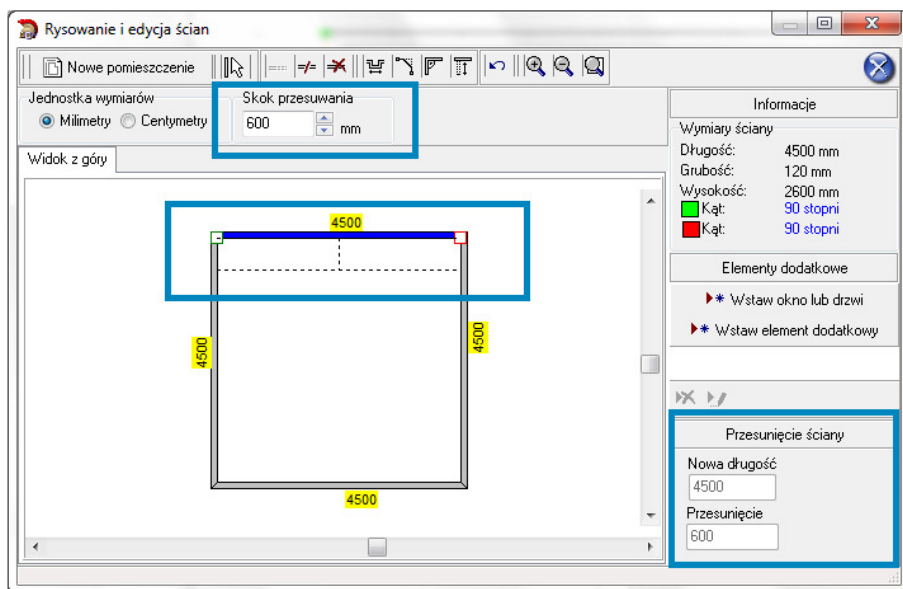 Rysowanie i edycja ścian
Nowe pomieszczenie
Jednostka wymiarów
Milimetry
Centymetry
Skok przesuwania
600
mm
Widok z góry
4500
4500
4500
4500
Informacje
Wymiary ściany
Długość: 4500 mm
Grubość: 120 mm
Wysokość: 2600 mm
Kąt: 90 stopni
Kąt: 90 stopni
Elementy dodatkowe
Wstaw okno lub drzwi
Wstaw element dodatkowy
Przesunięcie ściany
Nowa długość
4500
Przesunięcie
600